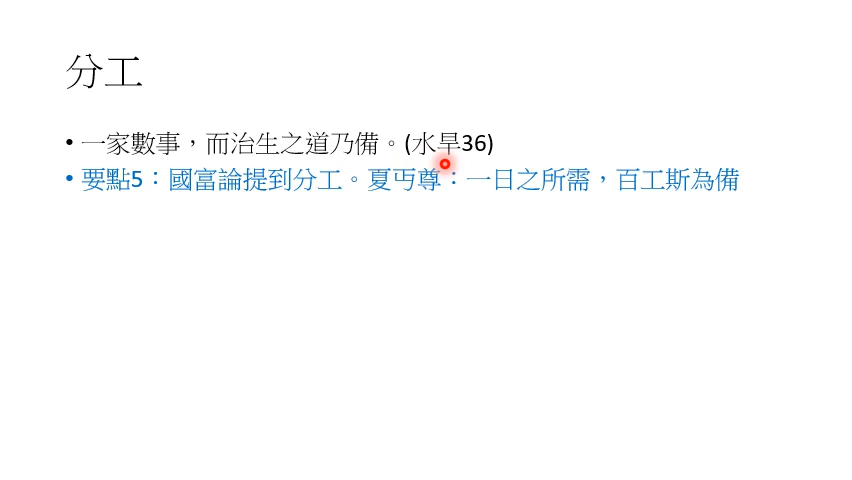 分工
• 一家數事，而治生之道乃備。(水旱36)
• 要點5：國富論提到分工。夏丏尊：一日之所需，百工斯為備